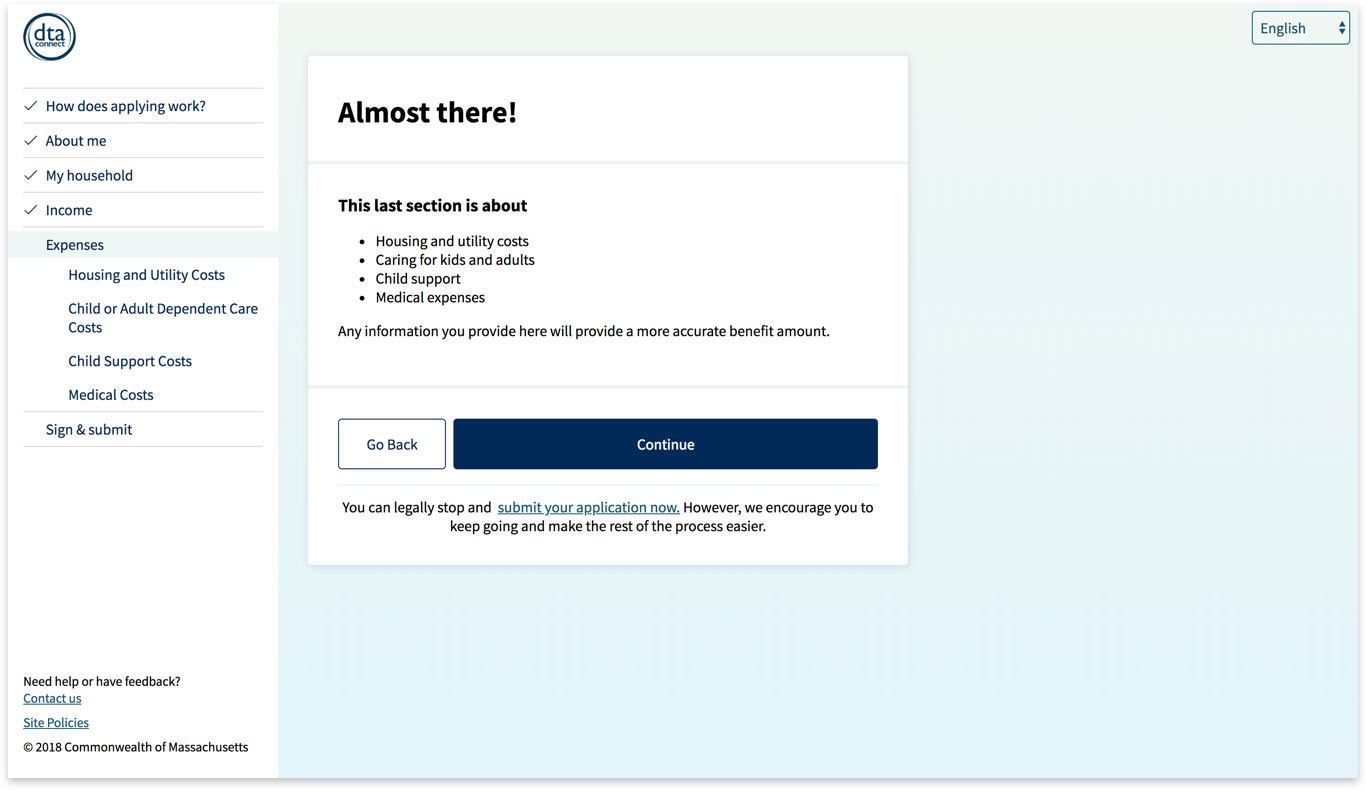 dta
connect
English
How does applying work?
About me
My household
Income
Expenses
Housing and Utility Costs
Child or Adult Dependent Care
Costs
Child Support Costs
Medical Costs
Sign & submit
Need help or have feedback?
Contact us
Site Policies
© 2018 Commonwealth of Massachusetts
Almost there!
This last section is about
• Housing and utility costs
• Caring for kids and adults
• Child support
• Medical expenses
Any information you provide here will provide a more accurate benefit amount.
Go Back
Continue
You can legally stop and submit your application now. However, we encourage you to
keep going and make the rest of the process easier.